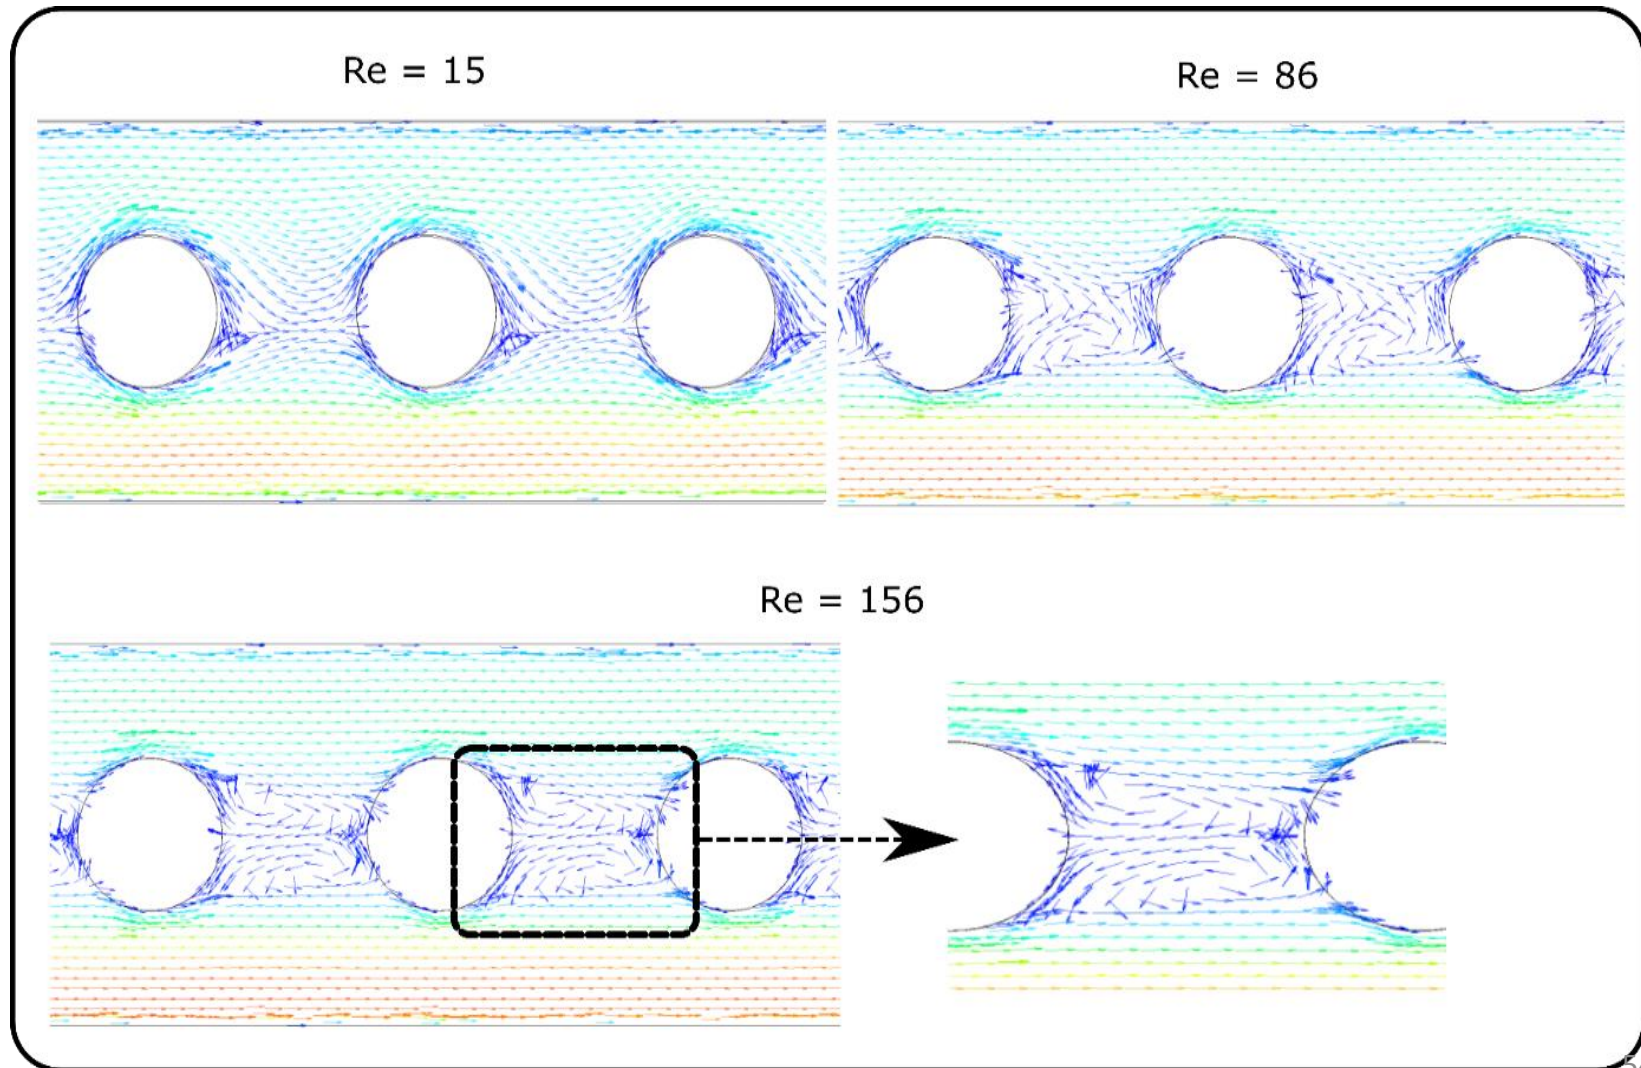 Re = 15
Re = 86
Re = 156